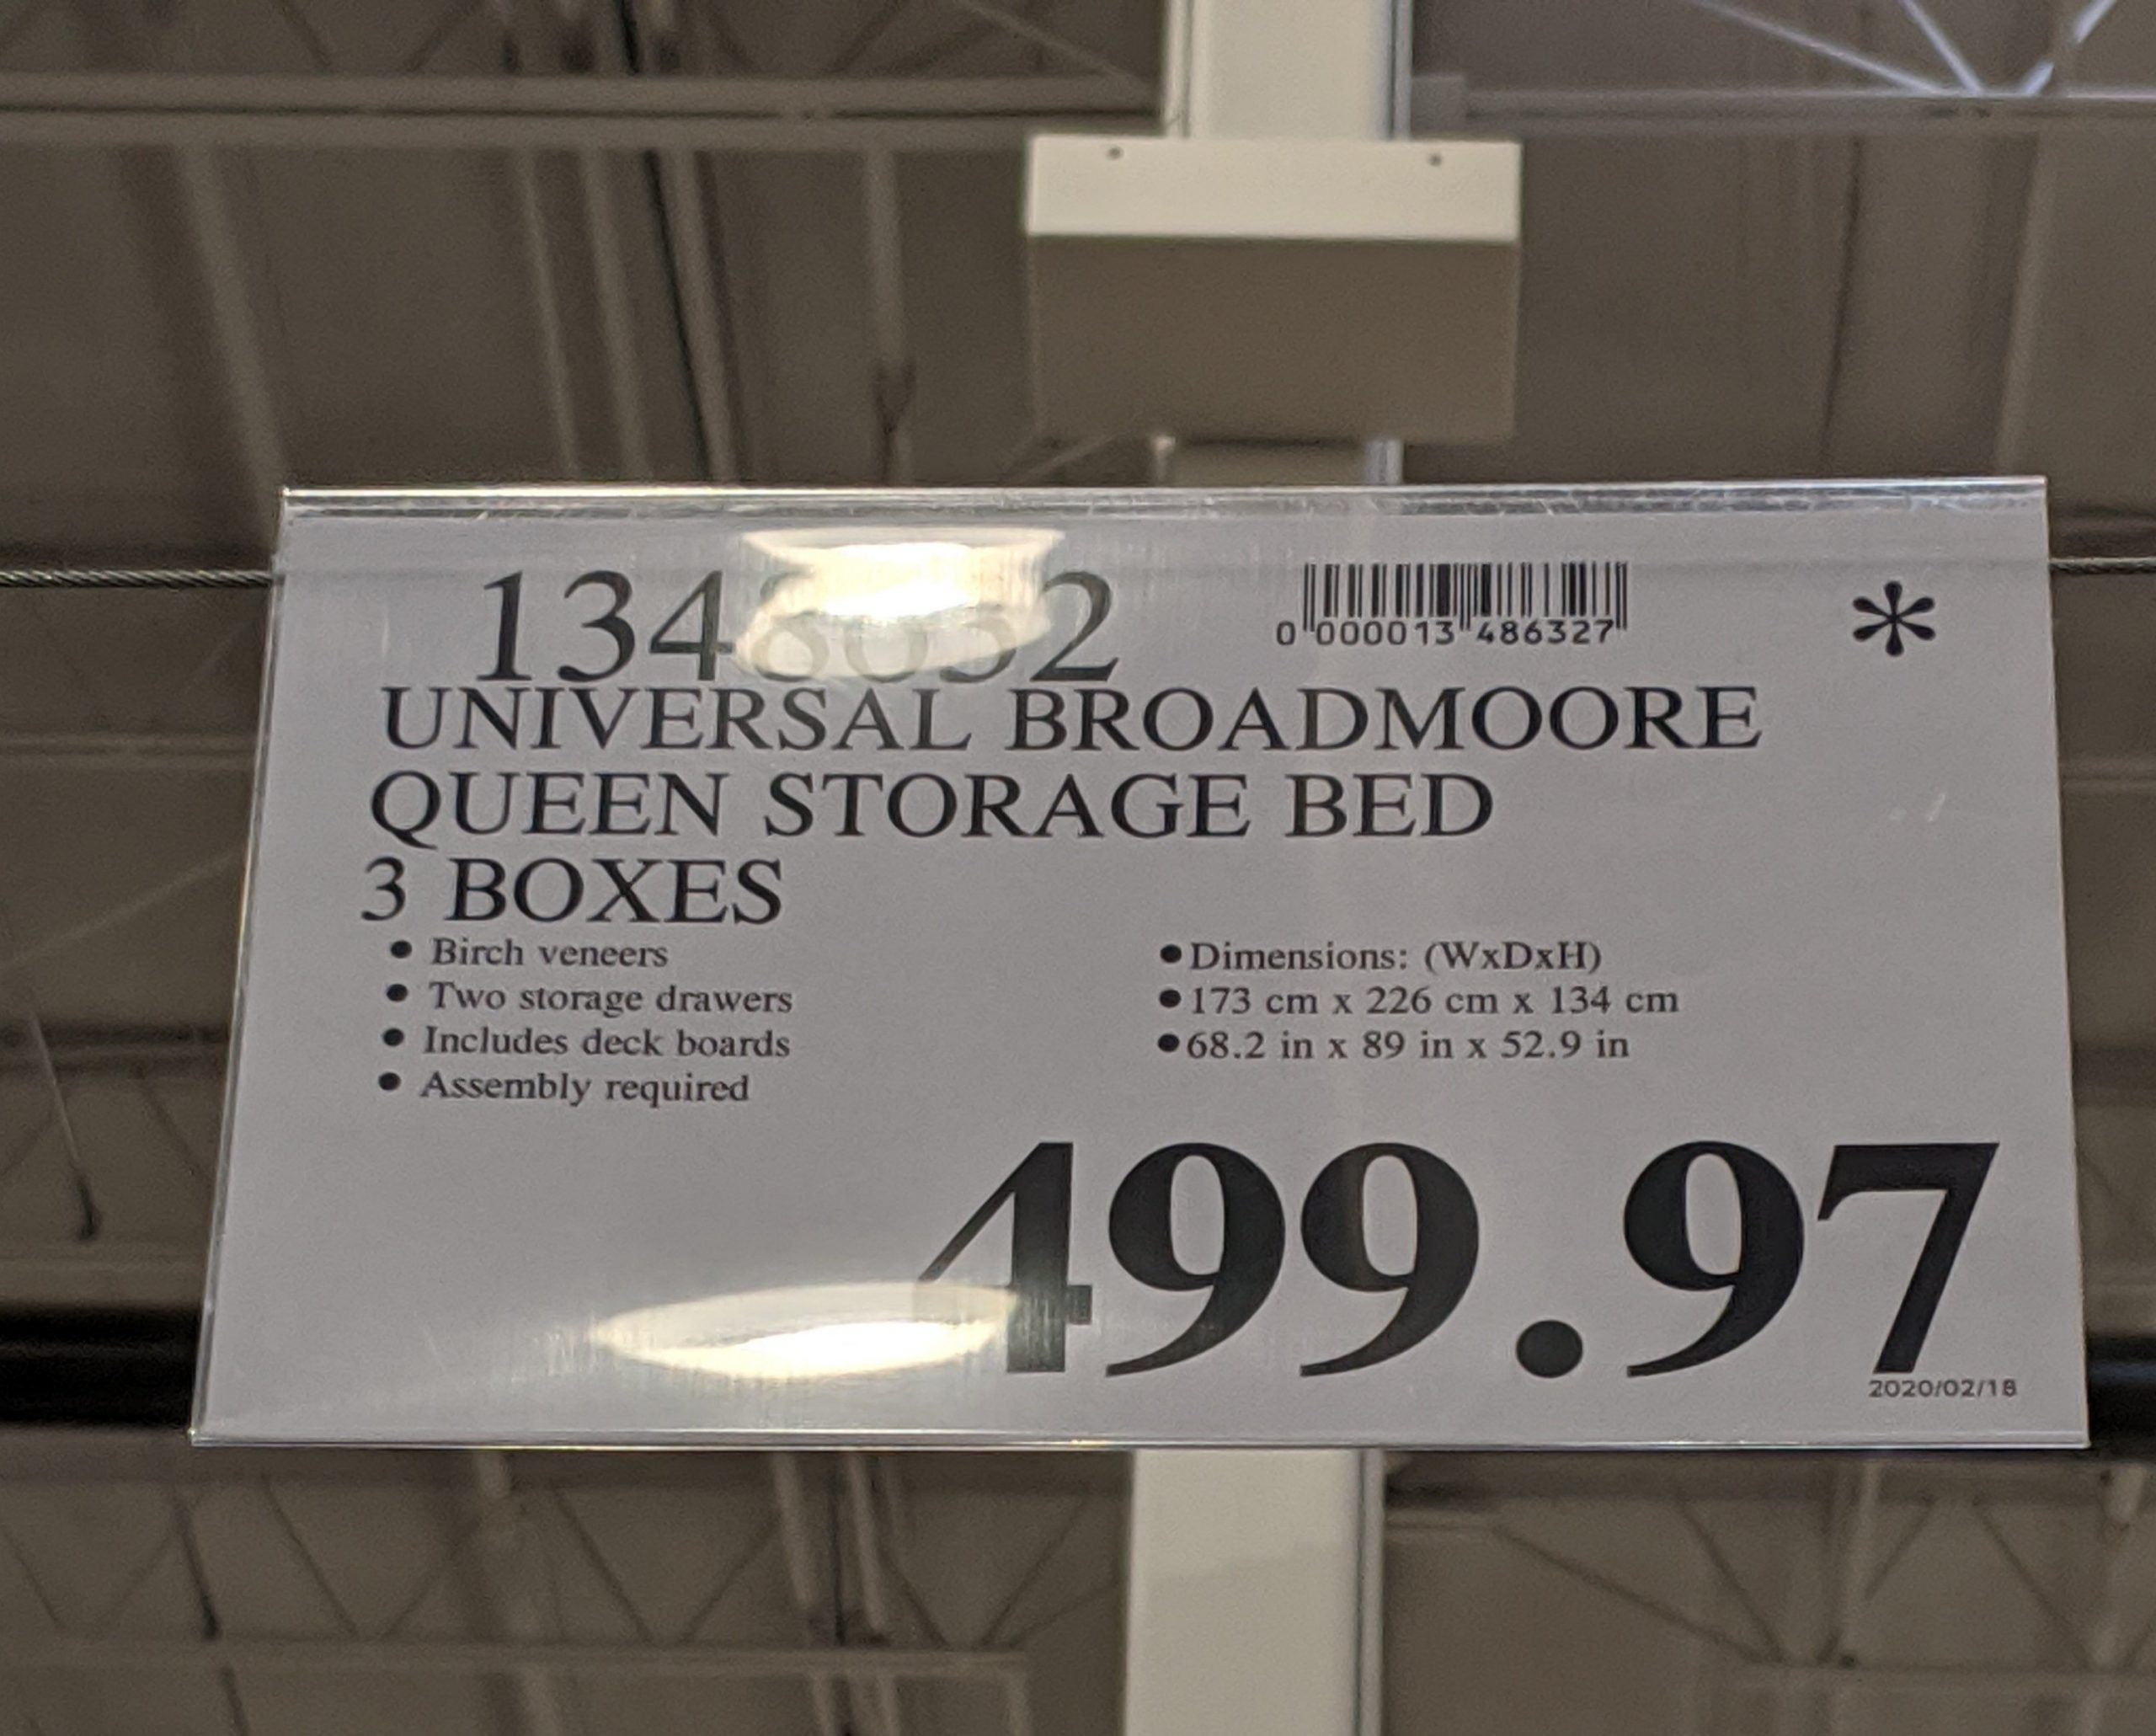 1348632
0 000013 486327
*
UNIVERSAL BROADMOORE
QUEEN STORAGE BED
3 BOXES
• Birch veneers
• Two storage drawers
• Includes deck boards
• Assembly required
• Dimensions: (WxDxH)
• 173 cm x 226 cm x 134 cm
• 68.2 in x 89 in x 52.9 in
499.97
2020/02/18